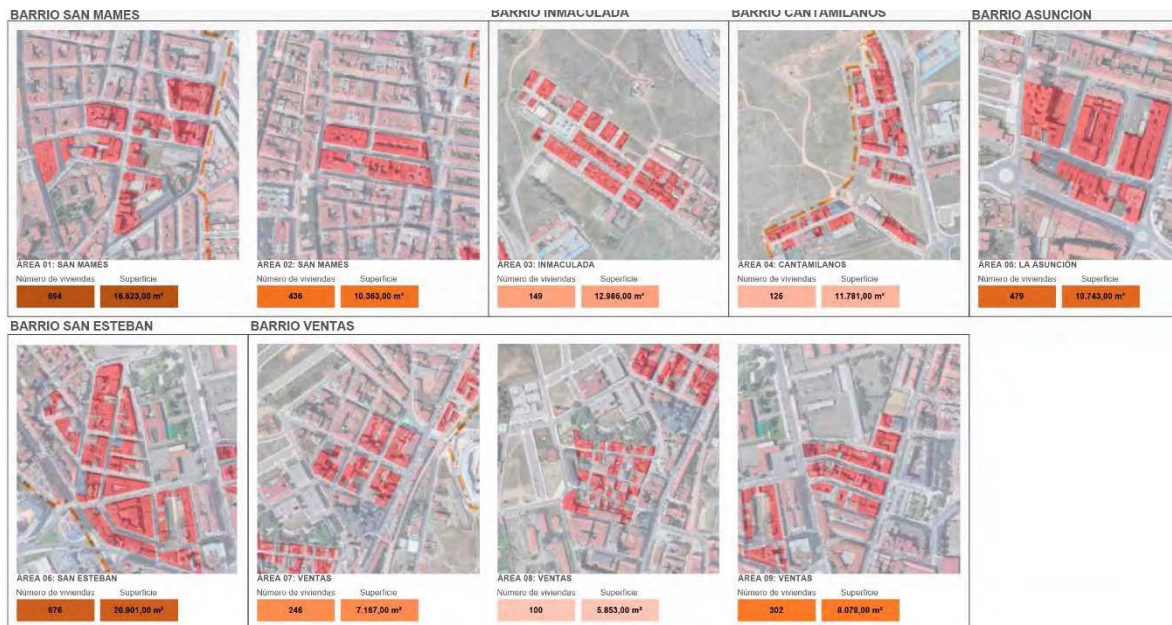 BARRIO SAN MAMES
BARRIO INMACULADA
BARRIO CANTAMILANOS
BARRIO ASUNCION
ÁREA 01: SAN MAMÉS
Número de viviendas Superficie
694 16.523,00 m²
ÁREA 02: SAN MAMÉS
Número de viviendas Superficie
436 10.363,00 m²
ÁREA 03: INMACULADA
Número de viviendas Superficie
149 12.986,00 m²
ÁREA 04: CANTAMILANOS
Número de viviendas Superficie
125 11.781,00 m²
ÁREA 05: LA ASUNCIÓN
Número de viviendas Superficie
479 10.743,00 m²
BARRIO SAN ESTEBAN
BARRIO VENTAS
ÁREA 06: SAN ESTEBAN
Número de viviendas Superficie
676 20.901,00 m²
ÁREA 07: VENTAS
Número de viviendas Superficie
246 7.167,00 m²
ÁREA 08: VENTAS
Número de viviendas Superficie
100 5.853,00 m²
ÁREA 09: VENTAS
Número de viviendas Superficie
302 8.079,00 m²